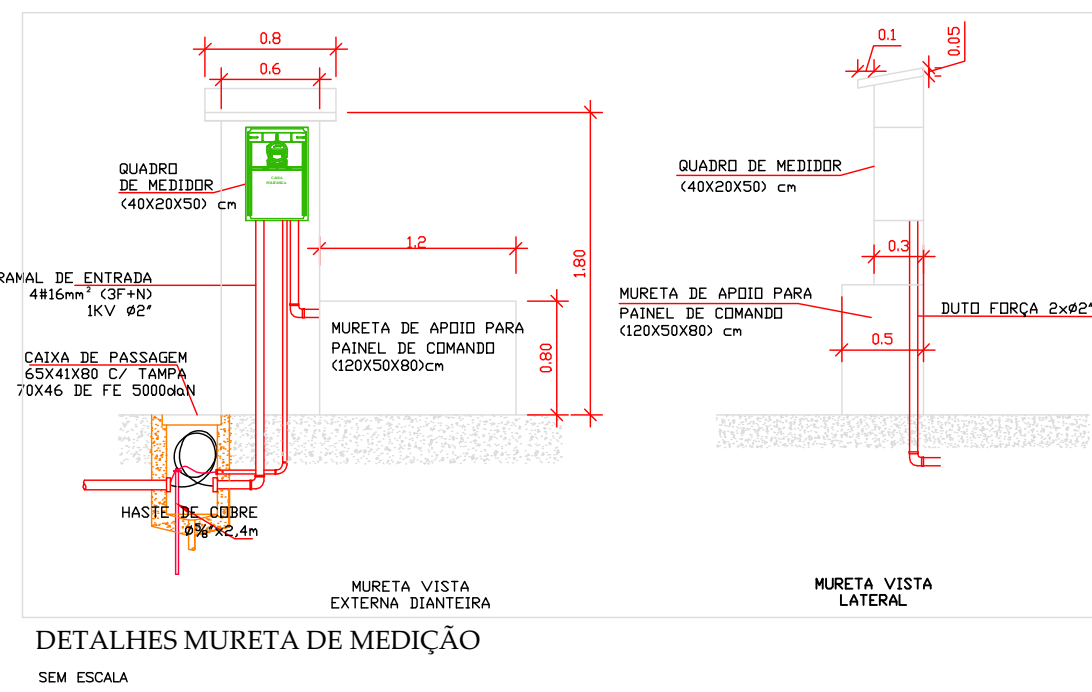 0.8
0.6
QUADRO
DE MEDIDOR
(40X20X50) cm
1.2
1.80
RAMAL DE ENTRADA
4#16mm² (3F+N)
1KV ø2"
MURETA DE APOIO PARA
PAINEL DE COMANDO
(120X50X80)cm
0.80
CAIXA DE PASSAGEM
65X41X80 C/ TAMPA
70X46 DE FE 5000daN
HASTE DE COBRE
ø⅝"x2,4m
MURETA VISTA
EXTERNA DIANTEIRA
0.1
0.05
QUADRO DE MEDIDOR
(40X20X50) cm
0.3
MURETA DE APOIO PARA
PAINEL DE COMANDO
(120X50X80) cm
DUTO FORÇA 2xø2"
0.5
MURETA VISTA
LATERAL
DETALHES MURETA DE MEDIÇÃO
SEM ESCALA